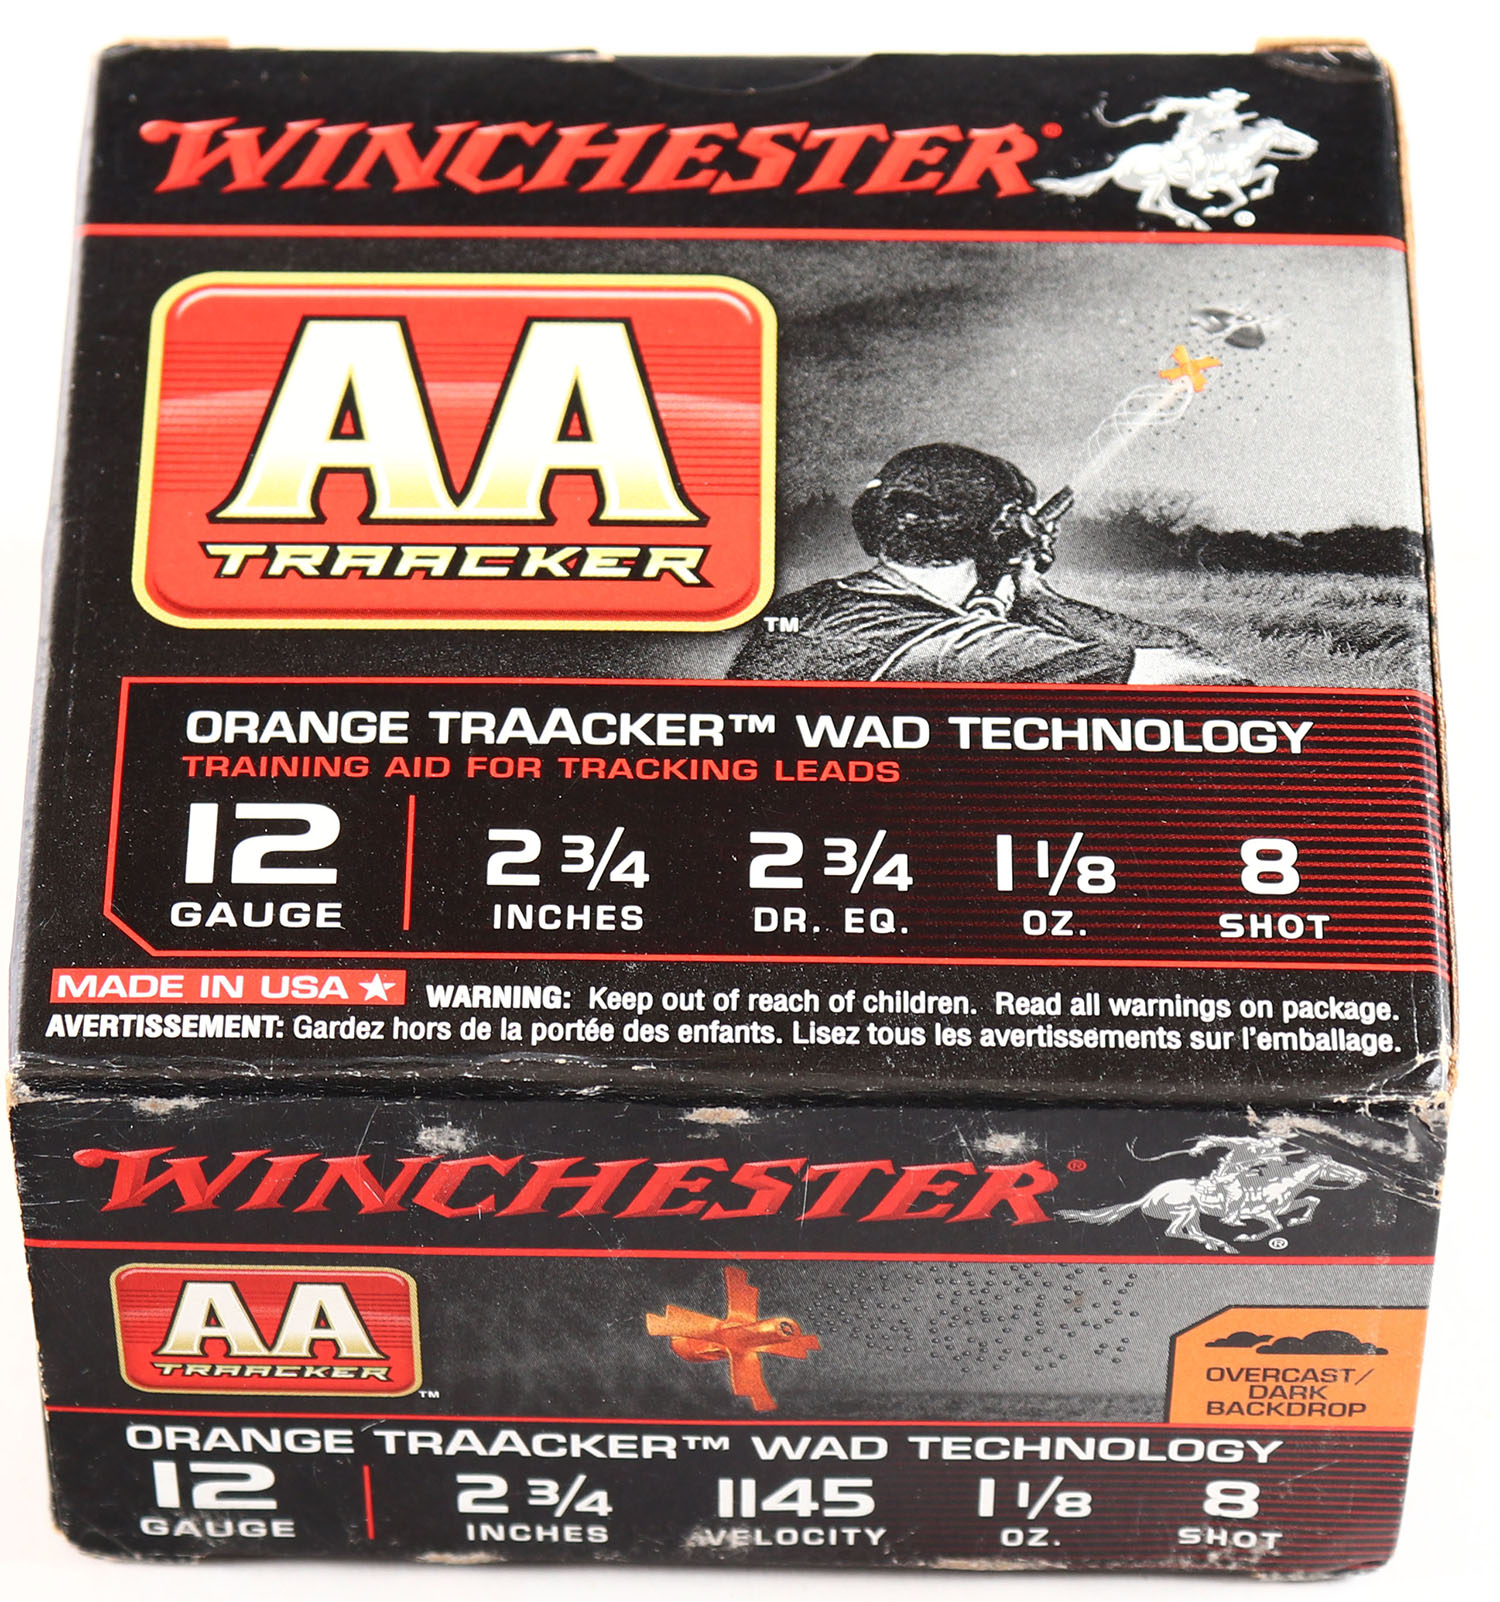 WINCHESTER®
AA
TRAACKER
TM
ORANGE TRAACKER™ WAD TECHNOLOGY
TRAINING AID FOR TRACKING LEADS
12 2 3/4 2 3/4 1 1/8 8
GAUGE INCHES DR. EQ. OZ. SHOT
MADE IN USA WARNING: Keep out of reach of children. Read all warnings on package.
AVERTISSEMENT: Gardez hors de la portée des enfants. Lisez tous les avertissements sur l'emballage.
WINCHESTER®
®
AA
TRAACKER
TM
OVERCAST/
DARK
BACKDROP
ORANGE TRAACKER™ WAD TECHNOLOGY
12 2 3/4 1145 1 1/8 8
GAUGE INCHES VELOCITY OZ. SHOT